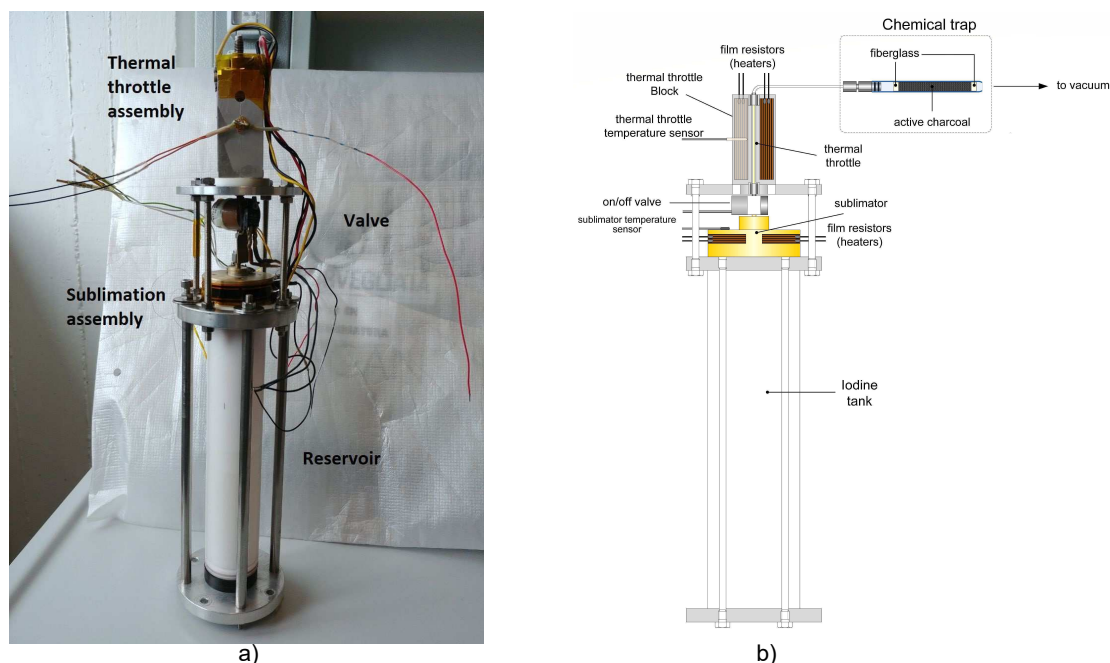 Thermal
throttle
assembly
Valve
Sublimation
assembly
Reservoir
a)
Chemical trap
film resistors
(heaters)
fiberglass
thermal throttle
Block
to vacuum
active charcoal
thermal throttle
temperature sensor
thermal
throttle
on/off valve
sublimator
sublimator temperature
sensor
film resistors
(heaters)
Iodine
tank
b)